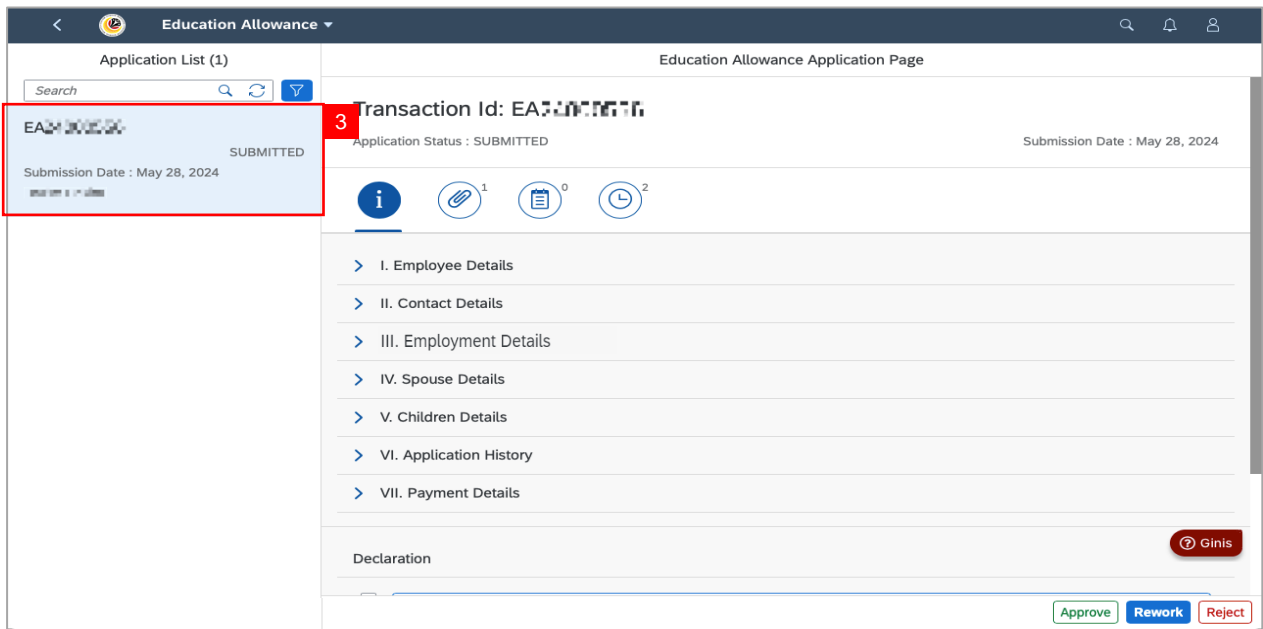 Education Allowance
Application List (1)
Search
EA
SUBMITTED
Submission Date : May 28, 2024
3
Education Allowance Application Page
Transaction Id: EA
Application Status : SUBMITTED
Submission Date : May 28, 2024
i
1
0
2
I. Employee Details
II. Contact Details
III. Employment Details
IV. Spouse Details
V. Children Details
VI. Application History
VII. Payment Details
Declaration
? Ginis
Approve Rework Reject